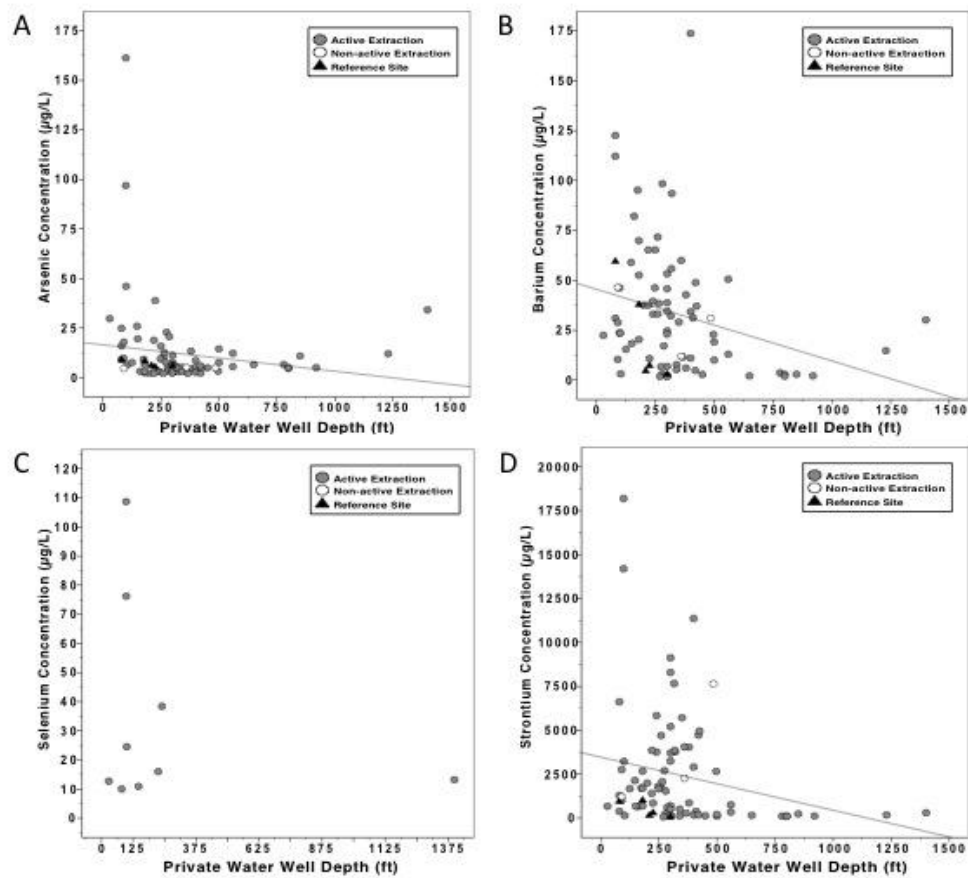 A
Active Extraction
Non-active Extraction
Reference Site
175
150
125
100
75
50
25
0
Arsenic Concentration (µg/L)
0 250 500 750 1000 1250 1500
Private Water Well Depth (ft)
B
Active Extraction
Non-active Extraction
Reference Site
175
150
125
100
75
50
25
0
Barium Concentration (µg/L)
0 250 500 750 1000 1250 1500
Private Water Well Depth (ft)
C
Active Extraction
Non-active Extraction
Reference Site
120
110
100
90
80
70
60
50
40
30
20
10
0
Selenium Concentration (µg/L)
0 125 375 625 875 1125 1375
Private Water Well Depth (ft)
D
Active Extraction
Non-active Extraction
Reference Site
20000
17500
15000
12500
10000
7500
5000
2500
0
Strontium Concentration (µg/L)
0 250 500 750 1000 1250 1500
Private Water Well Depth (ft)